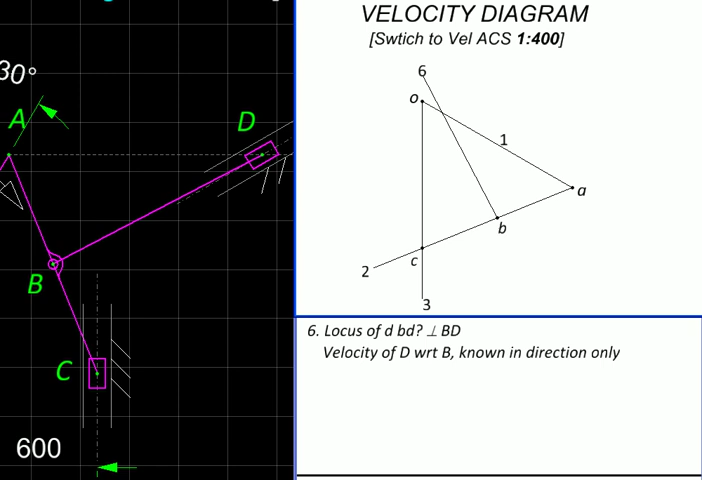 VELOCITY DIAGRAM
[Swtich to Vel ACS 1:400]
30°
A
D
B
C
600
6
o
1
a
b
c
2
3
6. Locus of d bd? ⊥ BD
Velocity of D wrt B, known in direction only